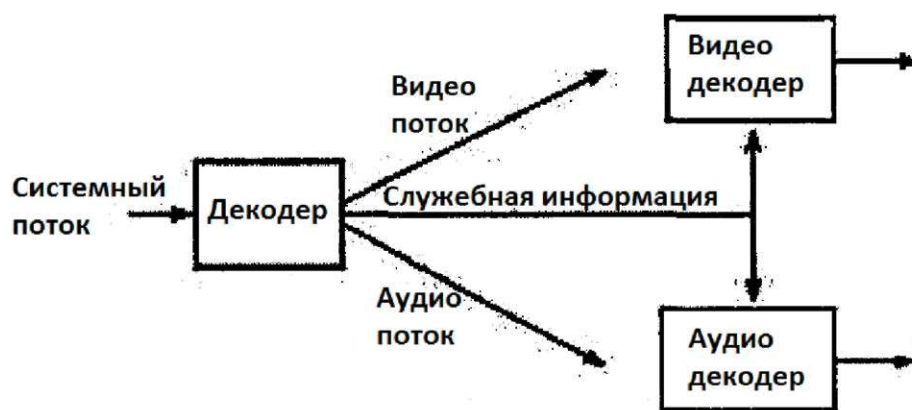 Системный
поток
Декодер
Видео
поток
Служебная информация
Аудио
поток
Видео
декодер
Аудио
декодер